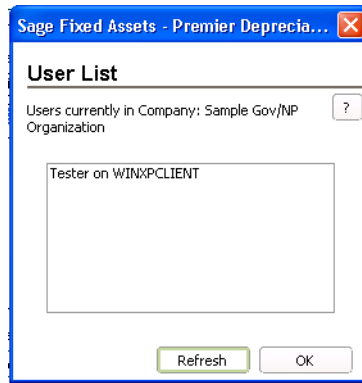 Sage Fixed Assets - Premier Deprecia...
User List
Users currently in Company: Sample Gov/NP
Organization
?
Tester on WINXPCLIENT
Refresh
OK